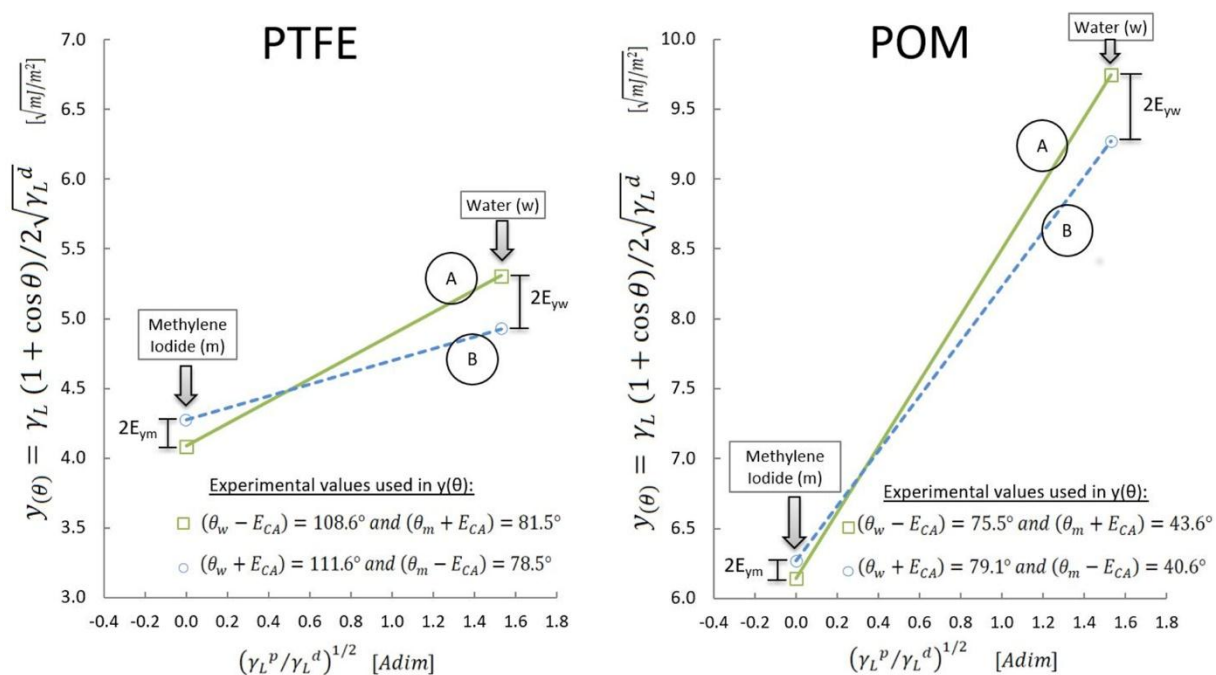 PTFE
[√mJ/m²]
y(θ) = γL (1 + cos θ)/2√γL^d
7.0
6.5
6.0
5.5
5.0
4.5
4.0
3.5
3.0
Water (w)
A
2Eyw
B
Methylene
Iodide (m)
2Eym
Experimental values used in y(θ):
(θw − ECA) = 108.6° and (θm + ECA) = 81.5°
(θw + ECA) = 111.6° and (θm − ECA) = 78.5°
-0.4 -0.2 0.0 0.2 0.4 0.6 0.8 1.0 1.2 1.4 1.6 1.8
(γL^p/γL^d)^1/2 [Adim]
POM
[√mJ/m²]
y(θ) = γL (1 + cos θ)/2√γL^d
10.0
9.5
9.0
8.5
8.0
7.5
7.0
6.5
6.0
Water (w)
2Eyw
A
B
Methylene
Iodide (m)
2Eym
Experimental values used in y(θ):
(θw − ECA) = 75.5° and (θm + ECA) = 43.6°
(θw + ECA) = 79.1° and (θm − ECA) = 40.6°
-0.4 -0.2 0.0 0.2 0.4 0.6 0.8 1.0 1.2 1.4 1.6 1.8
(γL^p/γL^d)^1/2 [Adim]